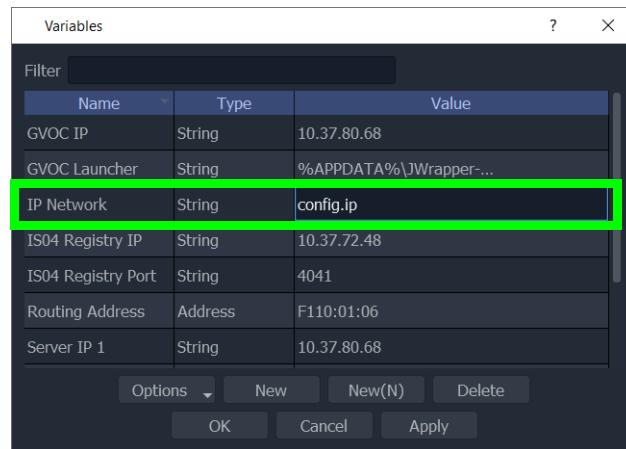 Variables ?
Filter
Name Type Value
GVOC IP String 10.37.80.68
GVOC Launcher String %APPDATA%\JWrapper-...
IP Network String config.ip
IS04 Registry IP String 10.37.72.48
IS04 Registry Port String 4041
Routing Address Address F110:01:06
Server IP 1 String 10.37.80.68
Options New New(N) Delete
OK Cancel Apply